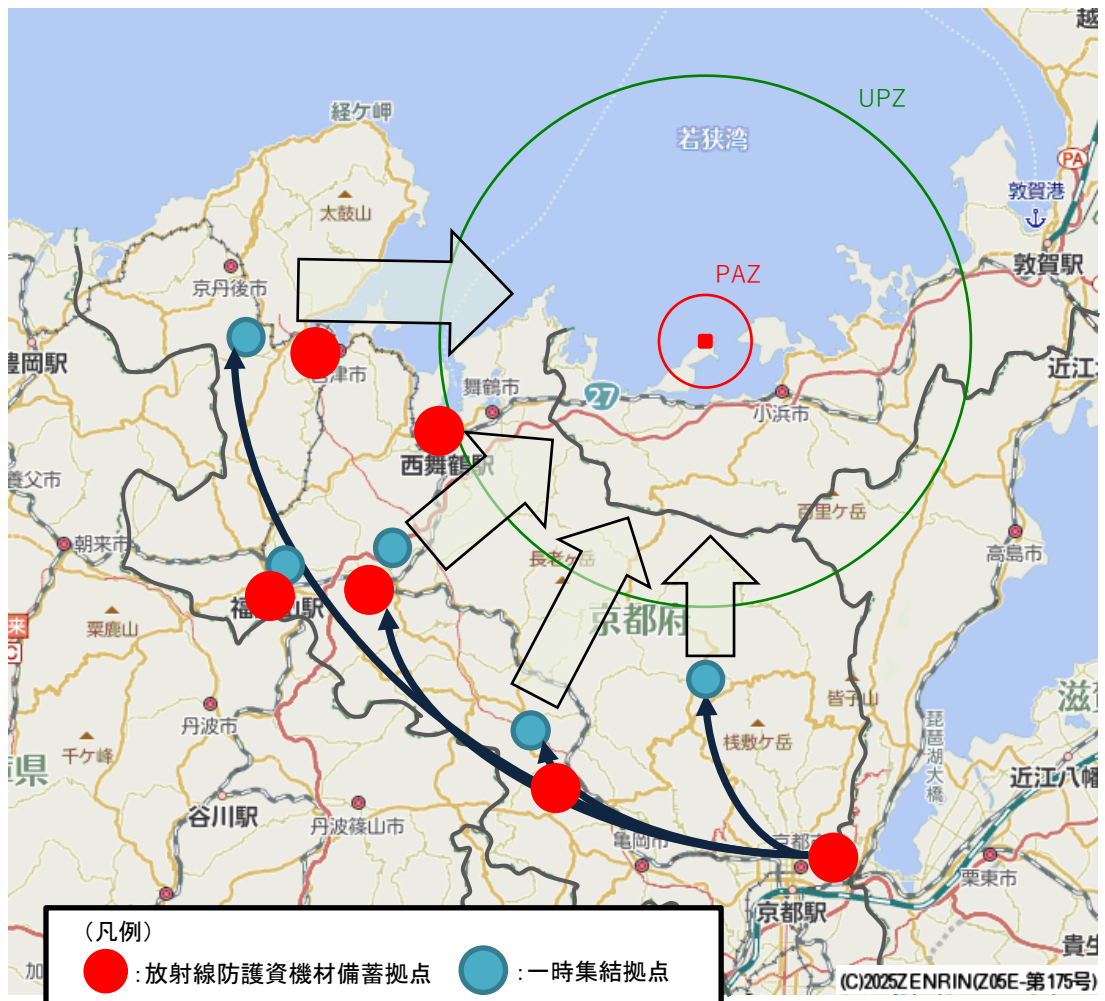 越
UPZ
経ケ岬
若狭湾
PA
敦賀港
太鼓山
敦賀駅
京丹後市
PAZ
豊岡駅
宮津市
近江
舞鶴市
27
小浜市
西舞鶴駅
養父市
百里ケ岳
朝来市
長老ケ岳
高島市
福知山駅
京都府
来
粟鹿山
C
皆子山
滋賀
丹波市
桟敷ケ岳
琵琶湖大橋
千ケ峰
県
近江八幡
谷川駅
丹波篠山市
亀岡市
京都市
栗東市
京都駅
(凡例)
貴生
加
:放射線防護資機材備蓄拠点
:一時集結拠点
(C)2025ZENRIN(Z05E-第175号)